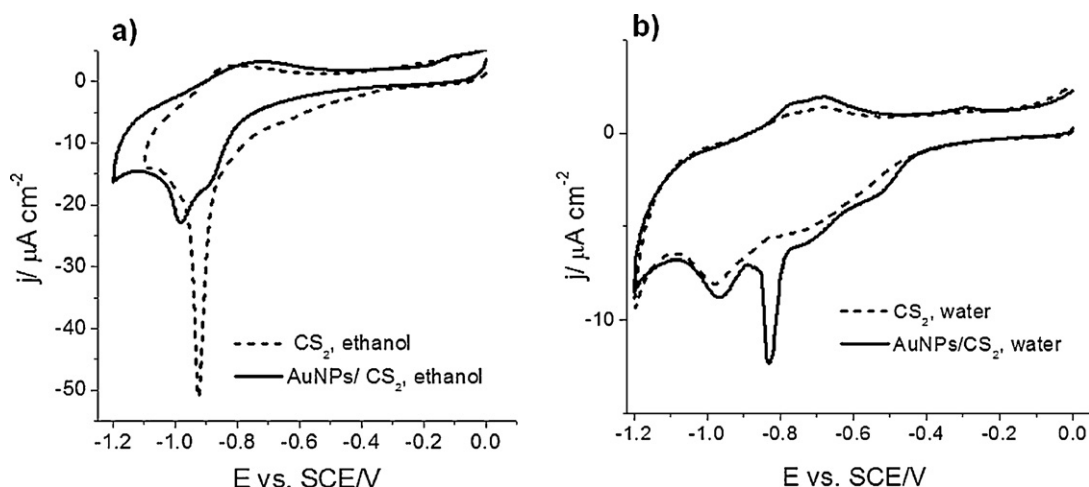 a)
j/ μA cm⁻²
0
-10
-20
-30
-40
-50
CS₂, ethanol
AuNPs/ CS₂, ethanol
-1.2 -1.0 -0.8 -0.6 -0.4 -0.2 0.0
E vs. SCE/V
b)
j/ μA cm⁻²
0
-10
CS₂, water
AuNPs/CS₂, water
-1.2 -1.0 -0.8 -0.6 -0.4 -0.2 0.0
E vs. SCE/V